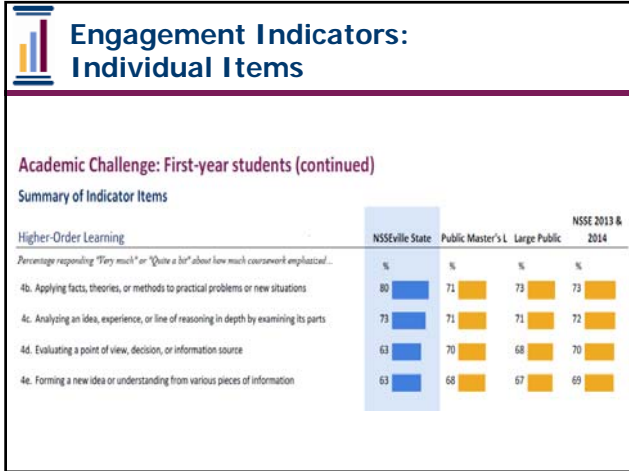 Engagement Indicators:
Individual Items
Academic Challenge: First-year students (continued)
Summary of Indicator Items
NSSE 2013 &
Higher-Order Learning NSSEville State Public Master's L Large Public 2014
Percentage responding "Very much" or "Quite a bit" about how much coursework emphasized... % % % %
4b. Applying facts, theories, or methods to practical problems or new situations 80 71 73 73
4c. Analyzing an idea, experience, or line of reasoning in depth by examining its parts 73 71 71 72
4d. Evaluating a point of view, decision, or information source 63 70 68 70
4e. Forming a new idea or understanding from various pieces of information 63 68 67 69